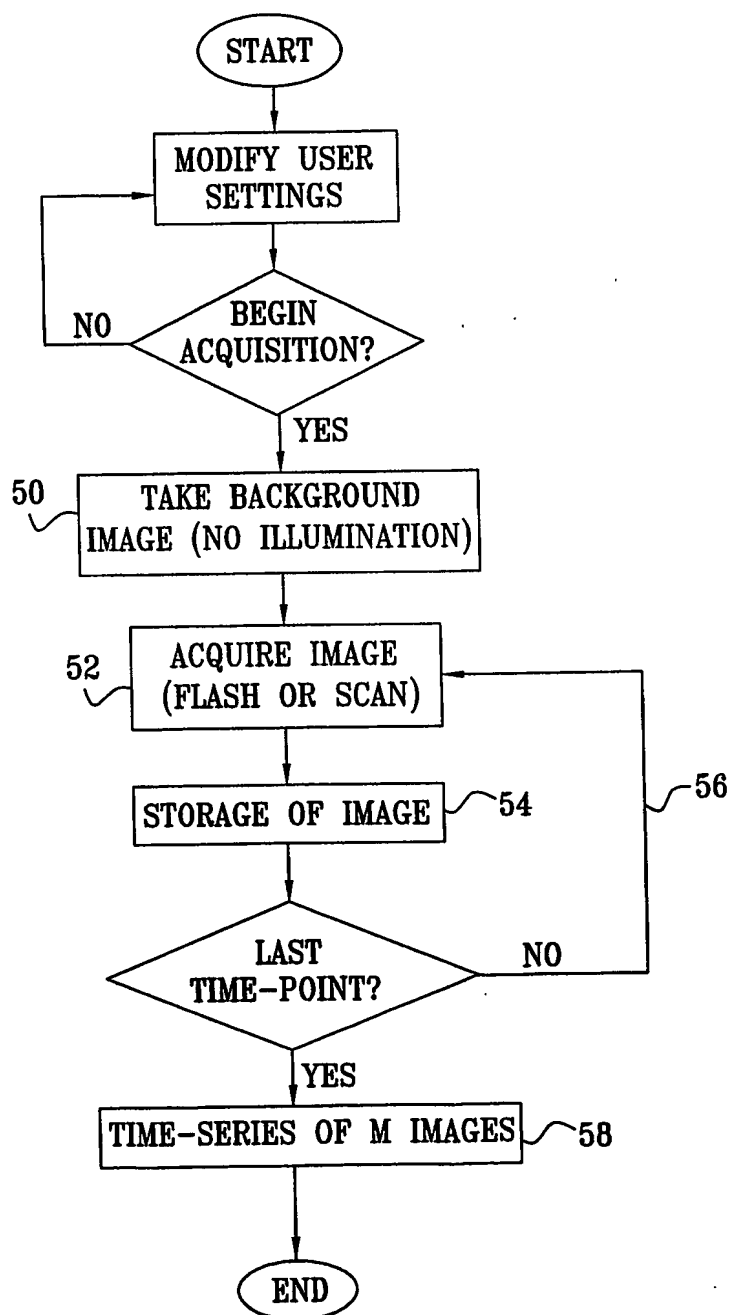 START
MODIFY USER
SETTINGS
BEGIN
ACQUISITION?
NO
YES
50
TAKE BACKGROUND
IMAGE (NO ILLUMINATION)
52
ACQUIRE IMAGE
(FLASH OR SCAN)
56
STORAGE OF IMAGE
54
LAST
TIME-POINT?
NO
YES
TIME-SERIES OF M IMAGES
58
END